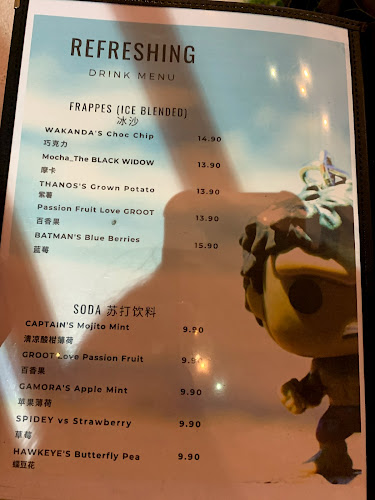 REFRESHING
DRINK MENU
FRAPPES (ICE BLENDED)
冰沙
WAKANDA'S Choc Chip 14.90
巧克力
Mocha_The BLACK WIDOW 13.90
摩卡
THANOS'S Grown Potato 13.90
紫薯
Passion Fruit Love GROOT 13.90
百香果
BATMAN'S Blue Berries 15.90
蓝莓
SODA 苏打饮料
CAPTAIN'S Mojito Mint 9.90
清凉酸柑薄荷
GROOT Love Passion Fruit 9.90
百香果
GAMORA'S Apple Mint 9.90
苹果薄荷
SPIDEY vs Strawberry 9.90
草莓
HAWKEYE'S Butterfly Pea 9.90
蝶豆花